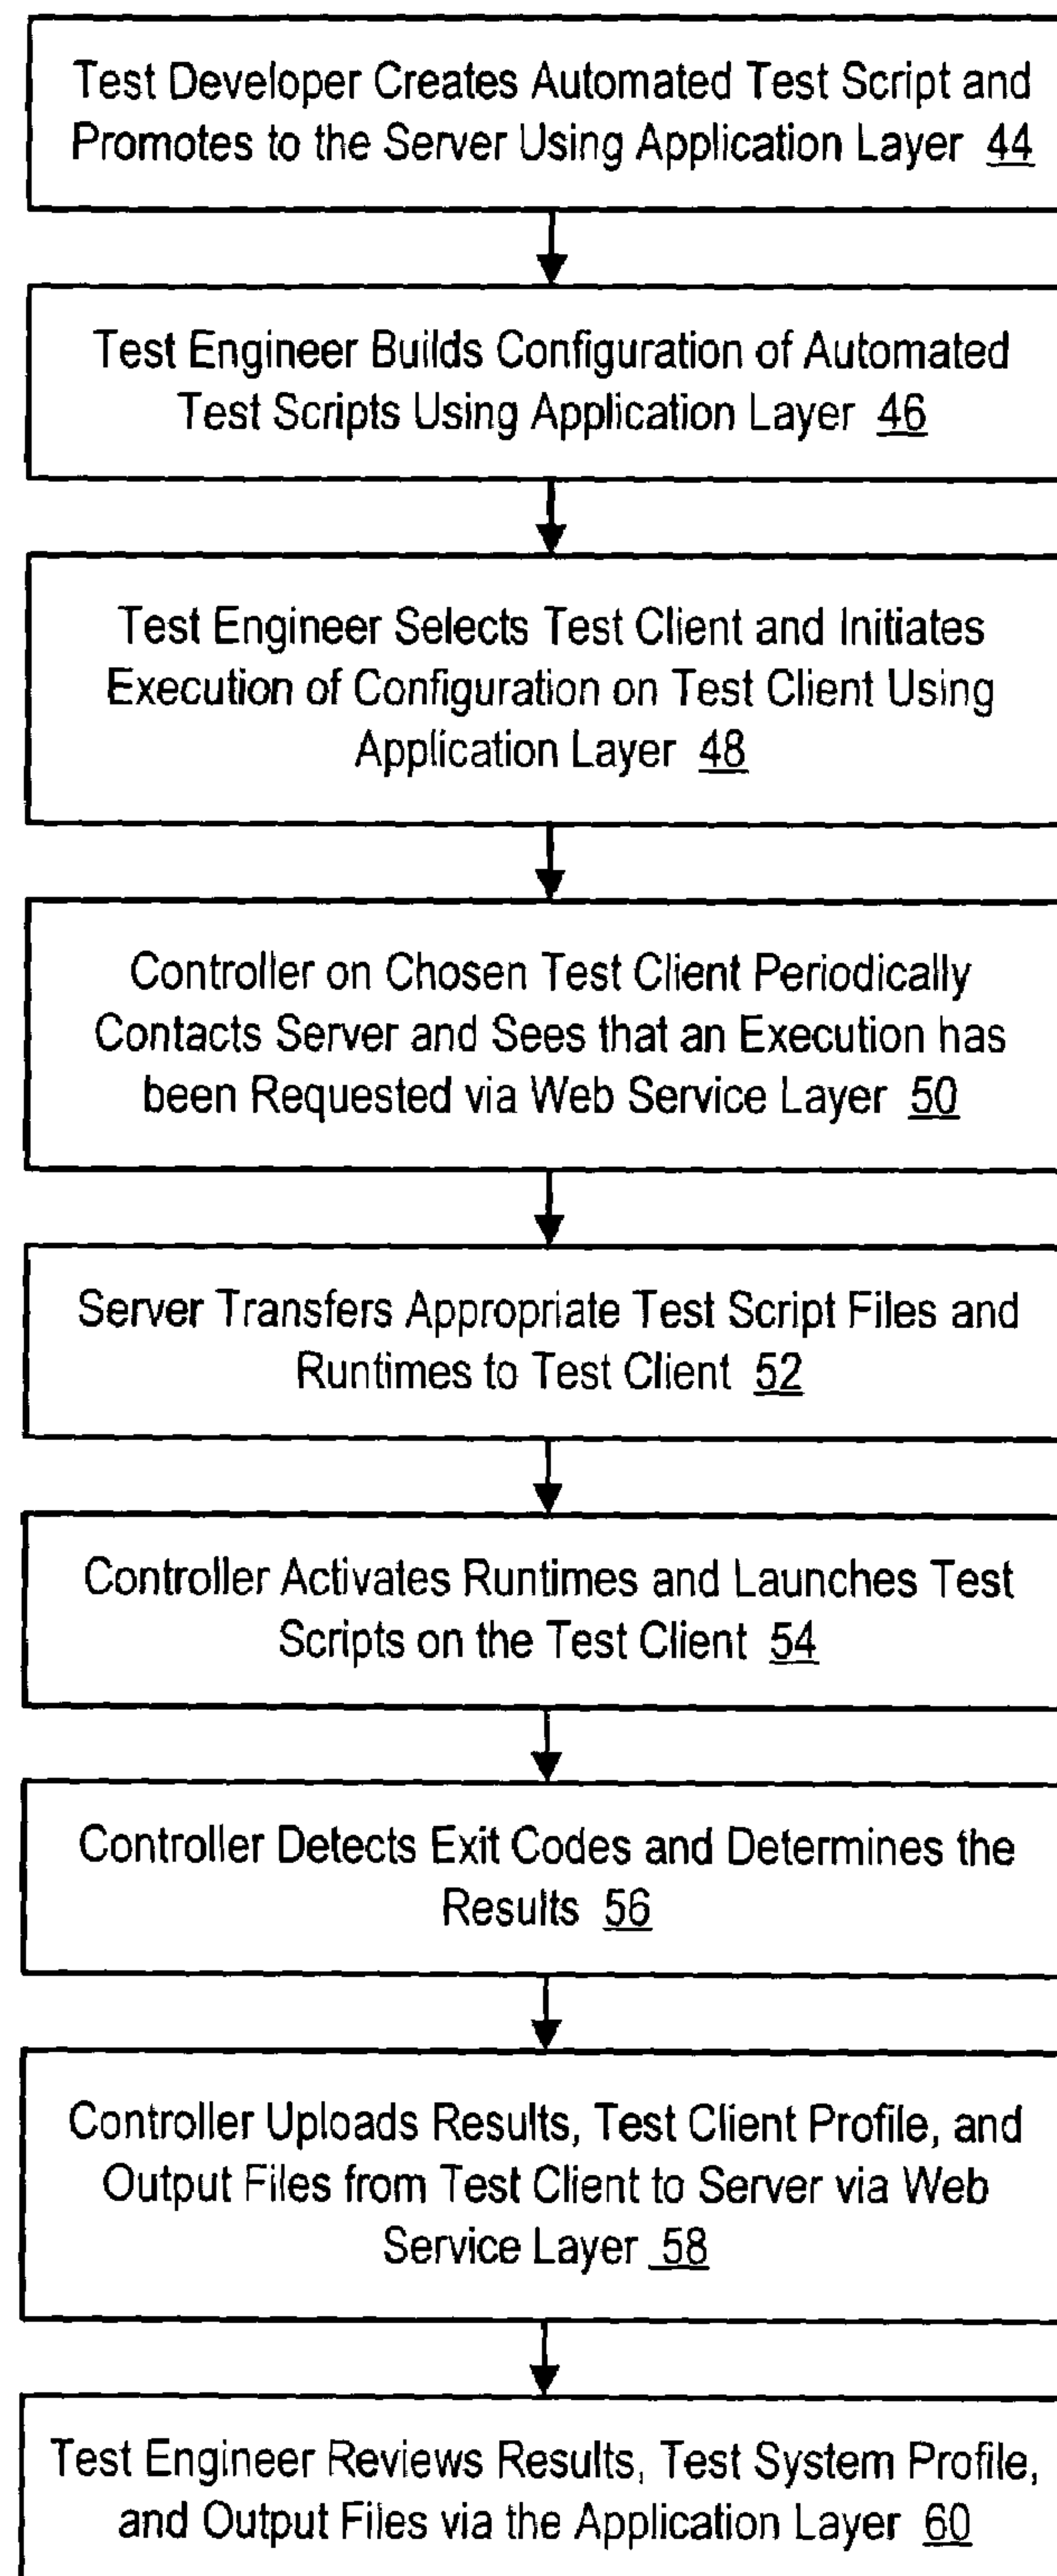 Test Developer Creates Automated Test Script and
Promotes to the Server Using Application Layer 44
Test Engineer Builds Configuration of Automated
Test Scripts Using Application Layer 46
Test Engineer Selects Test Client and Initiates
Execution of Configuration on Test Client Using
Application Layer 48
Controller on Chosen Test Client Periodically
Contacts Server and Sees that an Execution has
been Requested via Web Service Layer 50
Server Transfers Appropriate Test Script Files and
Runtimes to Test Client 52
Controller Activates Runtimes and Launches Test
Scripts on the Test Client 54
Controller Detects Exit Codes and Determines the
Results 56
Controller Uploads Results, Test Client Profile, and
Output Files from Test Client to Server via Web
Service Layer 58
Test Engineer Reviews Results, Test System Profile,
and Output Files via the Application Layer 60